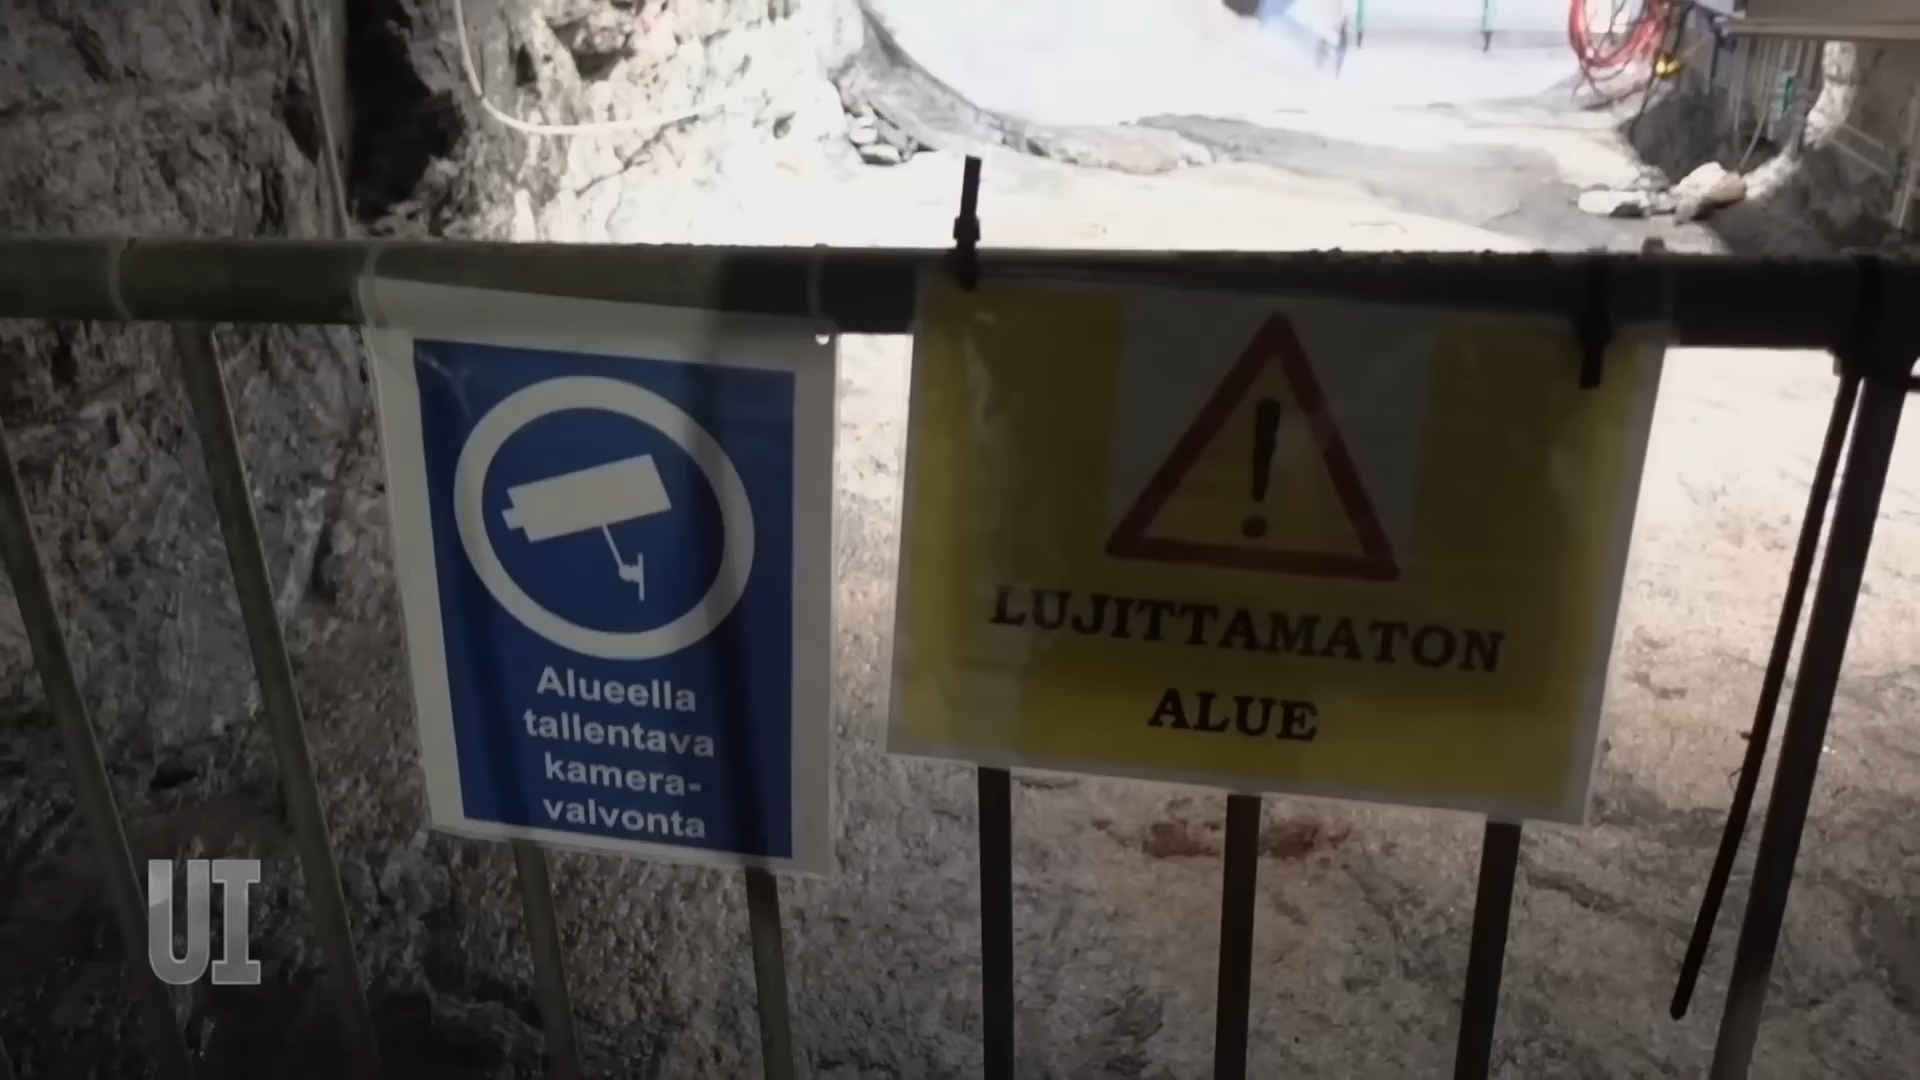 Alueella
tallentava
kamera-
valvonta
LUJITTAMATON
ALUE
UI